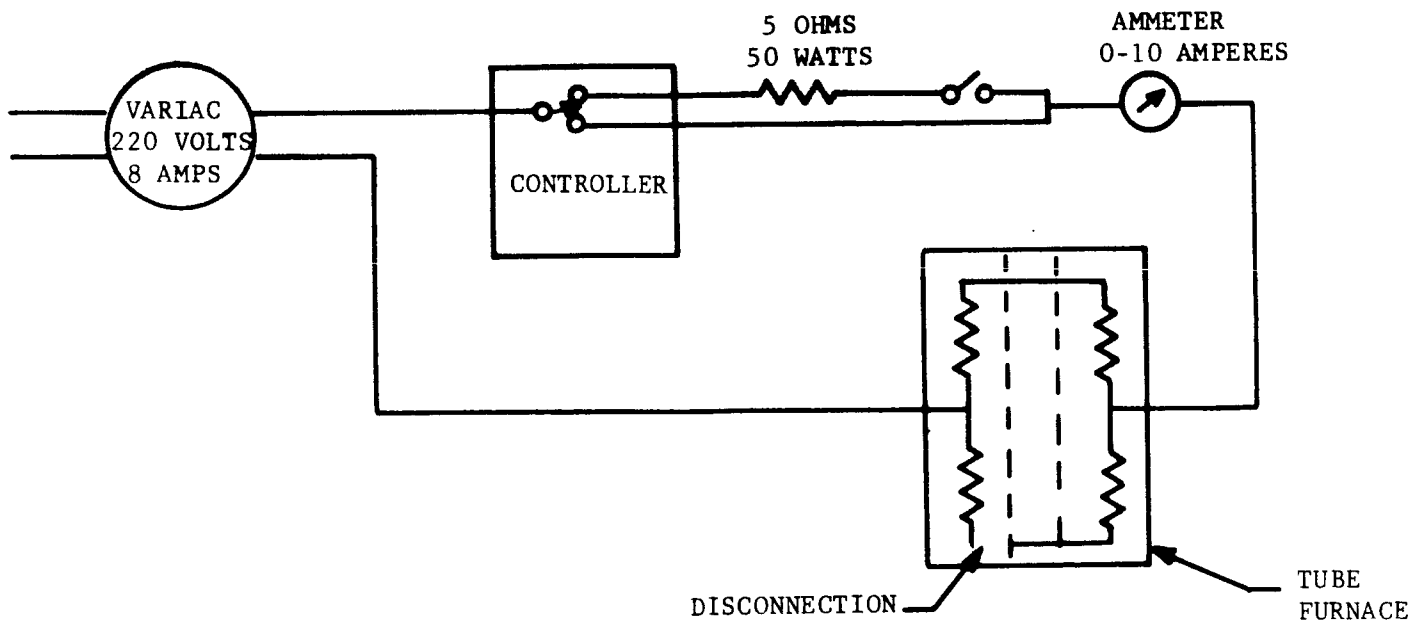 5 OHMS
50 WATTS
AMMETER
0-10 AMPERES
VARIAC
220 VOLTS
8 AMPS
CONTROLLER
DISCONNECTION
TUBE
FURNACE